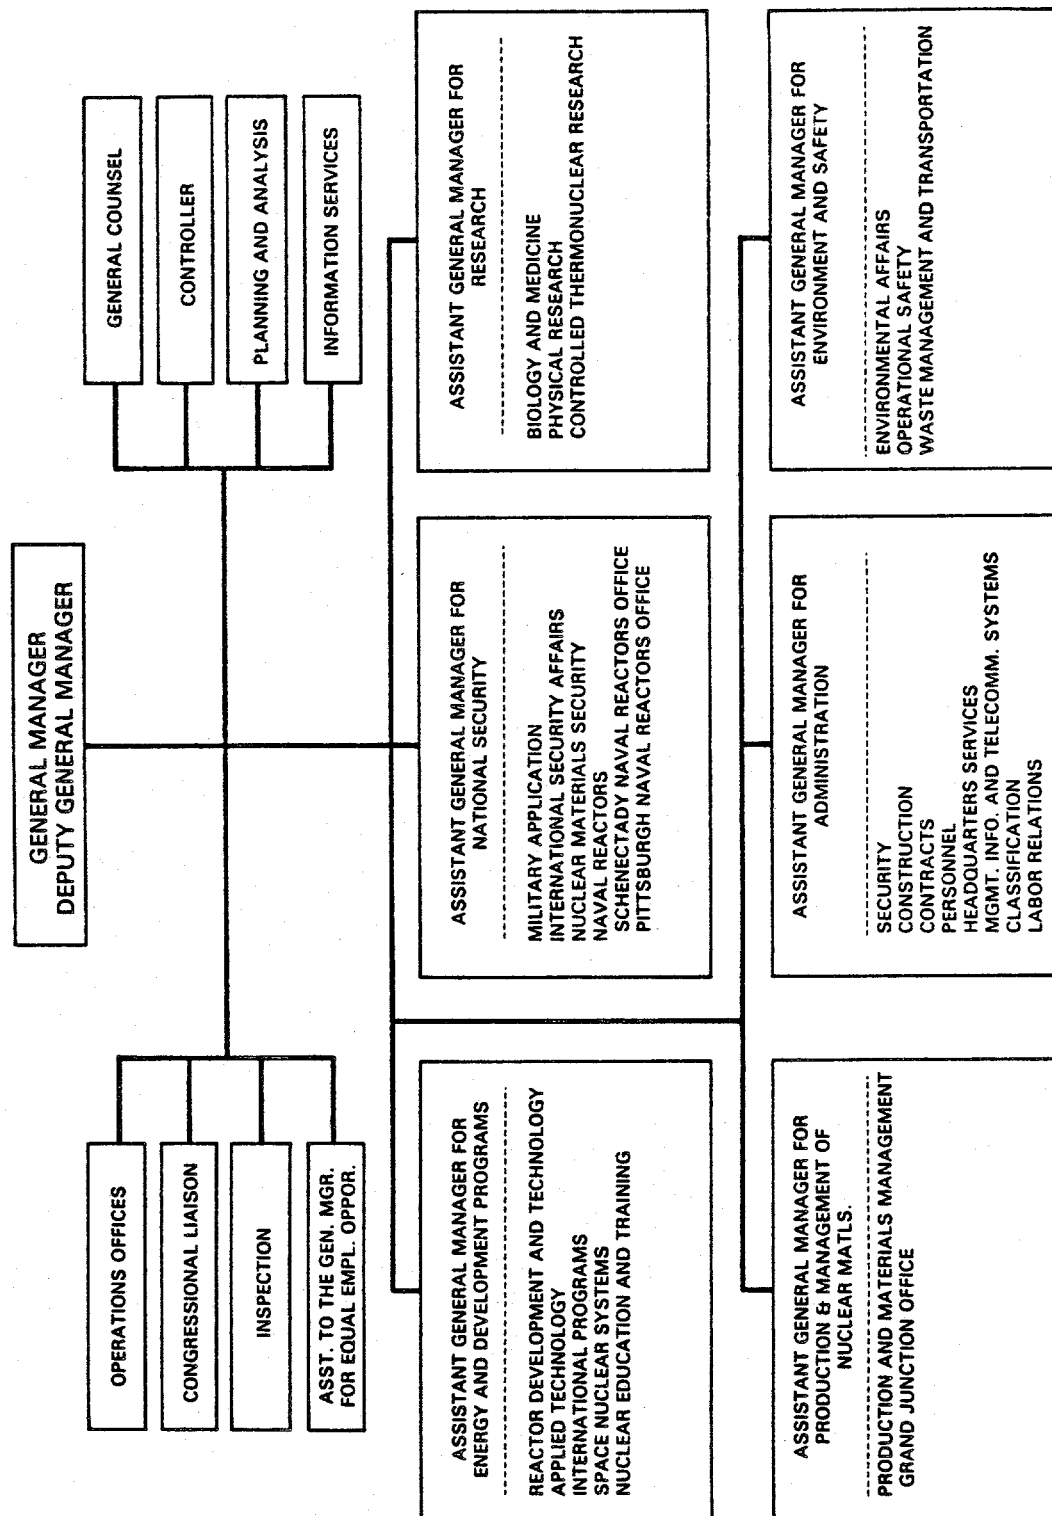 GENERAL MANAGER
DEPUTY GENERAL MANAGER
OPERATIONS OFFICES
CONGRESSIONAL LIAISON
INSPECTION
ASST. TO THE GEN. MGR.
FOR EQUAL EMPL. OPPOR.
GENERAL COUNSEL
CONTROLLER
PLANNING AND ANALYSIS
INFORMATION SERVICES
ASSISTANT GENERAL MANAGER FOR
ENERGY AND DEVELOPMENT PROGRAMS
REACTOR DEVELOPMENT AND TECHNOLOGY
APPLIED TECHNOLOGY
INTERNATIONAL PROGRAMS
SPACE NUCLEAR SYSTEMS
NUCLEAR EDUCATION AND TRAINING
ASSISTANT GENERAL MANAGER FOR
NATIONAL SECURITY
MILITARY APPLICATION
INTERNATIONAL SECURITY AFFAIRS
NUCLEAR MATERIALS SECURITY
NAVAL REACTORS
SCHENECTADY NAVAL REACTORS OFFICE
PITTSBURGH NAVAL REACTORS OFFICE
ASSISTANT GENERAL MANAGER FOR
RESEARCH
BIOLOGY AND MEDICINE
PHYSICAL RESEARCH
CONTROLLED THERMONUCLEAR RESEARCH
ASSISTANT GENERAL MANAGER FOR
PRODUCTION & MANAGEMENT OF
NUCLEAR MATLS.
PRODUCTION AND MATERIALS MANAGEMENT
GRAND JUNCTION OFFICE
ASSISTANT GENERAL MANAGER FOR
ADMINISTRATION
SECURITY
CONSTRUCTION
CONTRACTS
PERSONNEL
HEADQUARTERS SERVICES
MGMT. INFO. AND TELECOMM. SYSTEMS
CLASSIFICATION
LABOR RELATIONS
ASSISTANT GENERAL MANAGER FOR
ENVIRONMENT AND SAFETY
ENVIRONMENTAL AFFAIRS
OPERATIONAL SAFETY
WASTE MANAGEMENT AND TRANSPORTATION